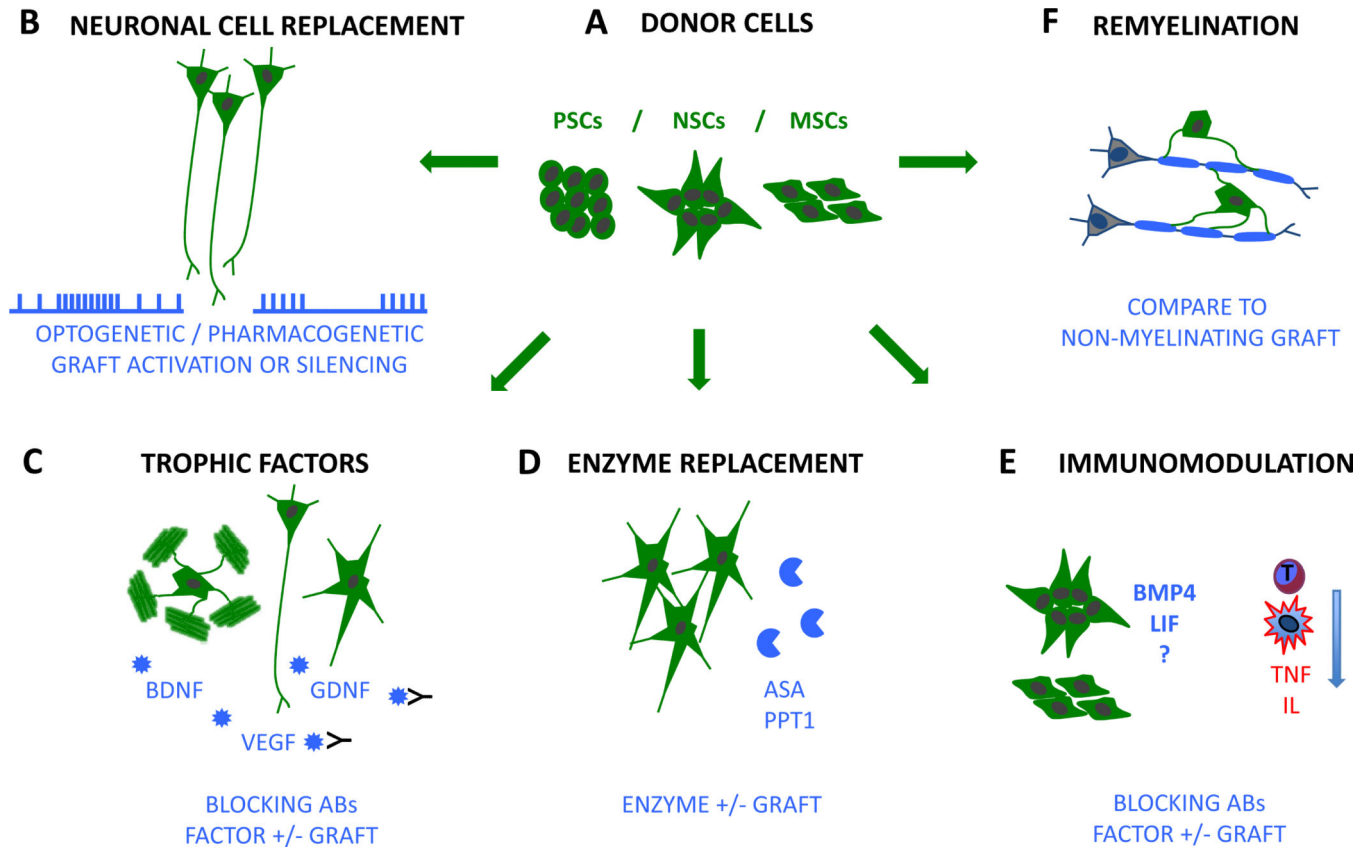 B NEURONAL CELL REPLACEMENT
A DONOR CELLS
F REMYELINATION
PSCs / NSCs / MSCs
OPTOGENETIC / PHARMACOGENETIC
GRAFT ACTIVATION OR SILENCING
COMPARE TO
NON-MYELINATING GRAFT
C TROPHIC FACTORS
BDNF
GDNF
VEGF
BLOCKING ABs
FACTOR +/- GRAFT
D ENZYME REPLACEMENT
ASA
PPT1
ENZYME +/- GRAFT
E IMMUNOMODULATION
BMP4
LIF
?
T
TNF
IL
BLOCKING ABs
FACTOR +/- GRAFT